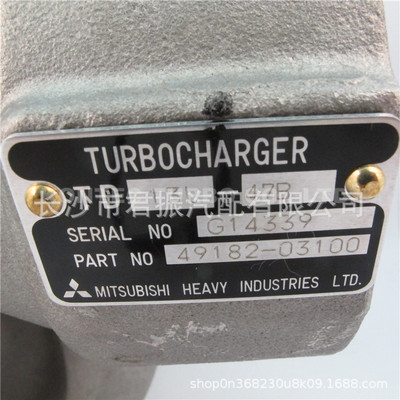 TURBOCHARGER
TD 47B
SERIAL NO G14339
PART NO 49182-03100
MITSUBISHI HEAVY INDUSTRIES LTD.
长沙市君振汽配有限公司
shop0n368230u8k09.1688.com